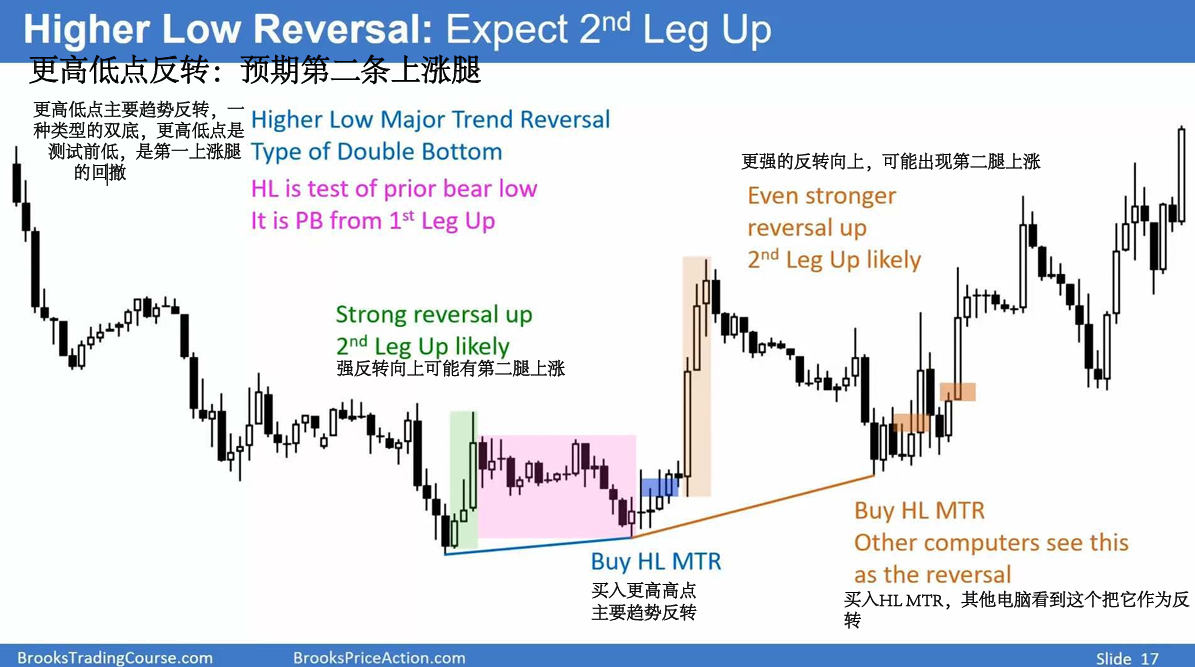 Higher Low Reversal: Expect 2nd Leg Up
更高低点反转：预期第二条上涨腿
更高低点主要趋势反转，一
种类型的双底，更高低点是
测试前低，是第一上涨腿
的回撤
Higher Low Major Trend Reversal
Type of Double Bottom
HL is test of prior bear low
It is PB from 1st Leg Up
更强的反转向上，可能出现第二腿上涨
Even stronger
reversal up
2nd Leg Up likely
Strong reversal up
2nd Leg Up likely
强反转向上可能有第二腿上涨
Buy HL MTR
买入更高高点
主要趋势反转
Buy HL MTR
Other computers see this
as the reversal
买入HL MTR，其他电脑看到这个把它作为反
转
BrooksTradingCourse.com
BrooksPriceAction.com
Slide 17